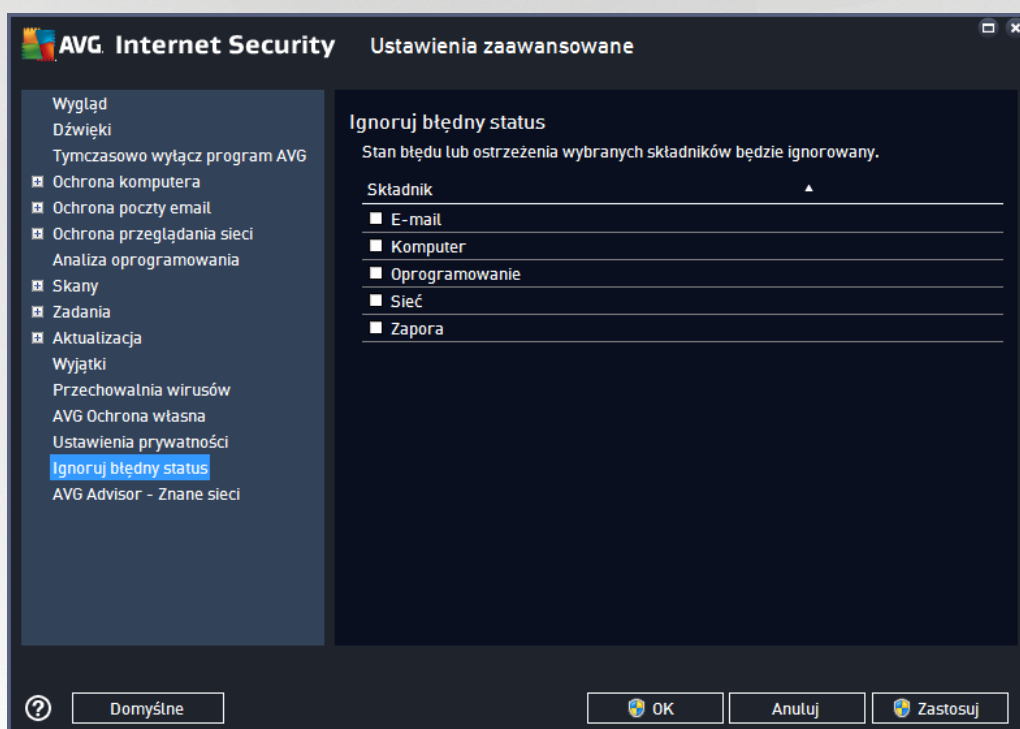 AVG Internet Security Ustawienia zaawansowane
Wygląd
Dźwięki
Tymczasowo wyłącz program AVG
Ochrona komputera
Ochrona poczty email
Ochrona przeglądania sieci
Analiza oprogramowania
Skany
Zadania
Aktualizacja
Wyjątki
Przechowalnia wirusów
AVG Ochrona własna
Ustawienia prywatności
Ignoruj błędny status
AVG Advisor - Znane sieci
Ignoruj błędny status
Stan błędu lub ostrzeżenia wybranych składników będzie ignorowany.
Składnik
E-mail
Komputer
Oprogramowanie
Sieć
Zapora
Domyślne
OK
Anuluj
Zastosuj